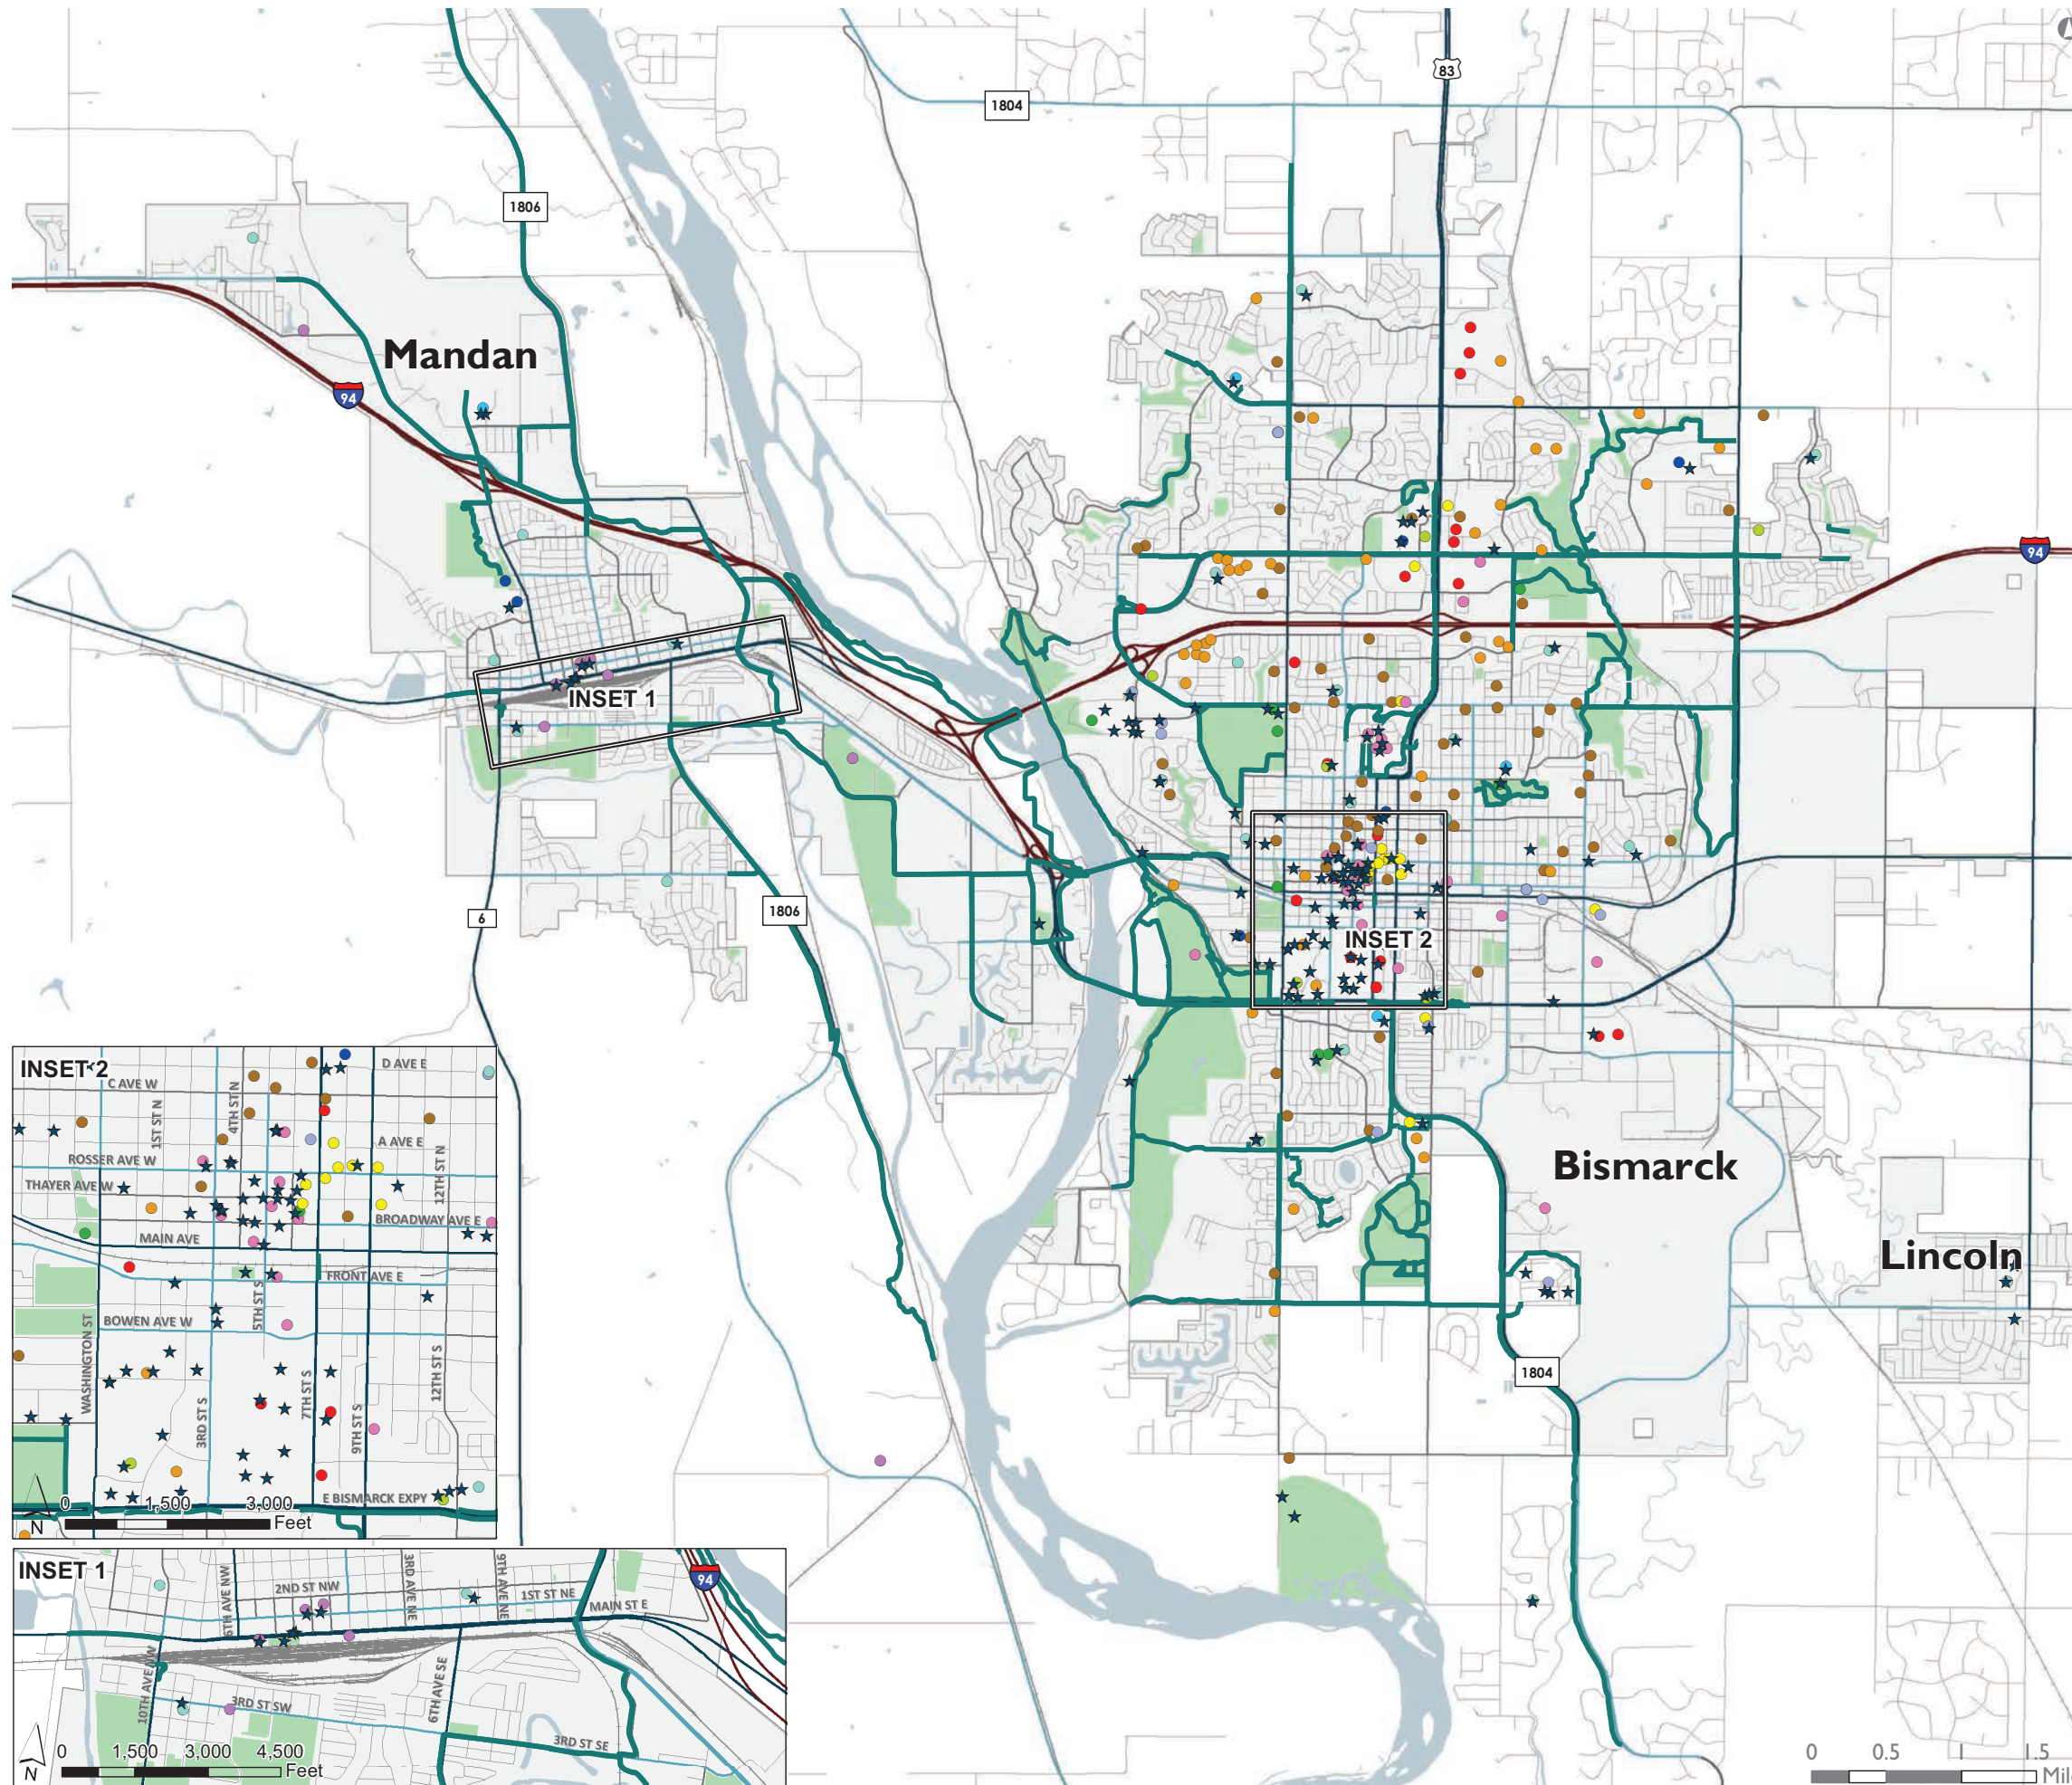 83
1804
1806
94
Mandan
94
INSET 1
1806
6
INSET 2
Bismarck
Lincoln
1804
INSET 2
D AVE E
C AVE W
1ST ST N
4TH ST N
A AVE E
ROSSER AVE W
12TH ST N
THAYER AVE W
BROADWAY AVE E
MAIN AVE
FRONT AVE E
5TH ST S
BOWEN AVE W
WASHINGTON ST
3RD ST S
7TH ST S
9TH ST S
12TH ST S
E BISMARCK EXPY
0 1,500 3,000
Feet
N
INSET 1
94
6TH AVE NW
2ND ST NW
3RD AVE NE
9TH AVE NE
1ST ST NE
MAIN ST E
10TH AVE NW
3RD ST SW
6TH AVE SE
3RD ST SE
0 1,500 3,000 4,500
Feet
N
0 0.5 1 1.5
Mil